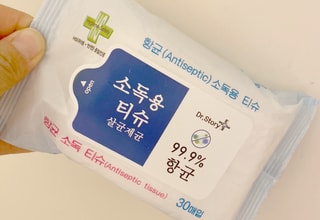 항균(Antiseptic)소독용 티슈
open
소독용
티슈
살균제균
Dr.Story
99.9%
항균
항균 소독 티슈(Antiseptic tissue)
30매입